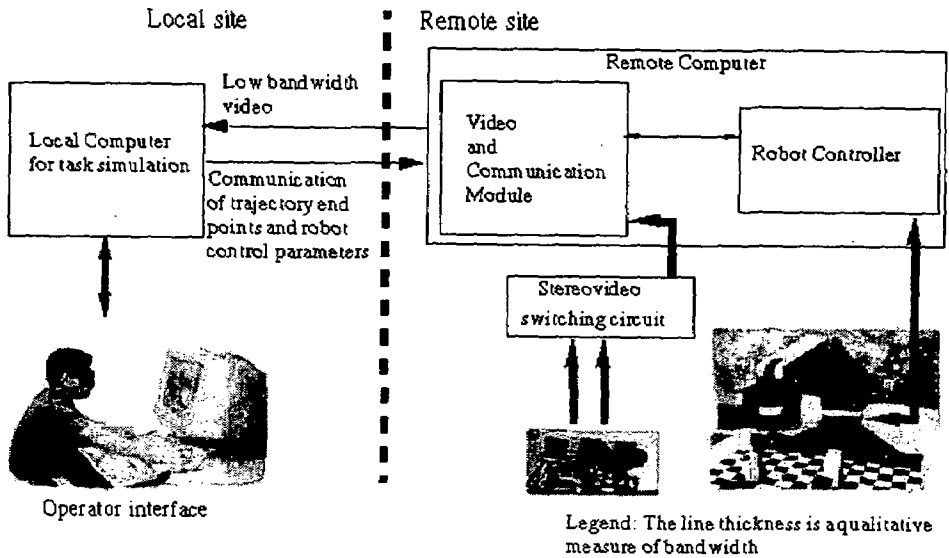 Local site
Remote site
Remote Computer
Low bandwidth
video
Local Computer
for task simulation
Communication
of trajectory end
points and robot
control parameters
Video
and
Communication
Module
Robot Controller
Stereovideo
switching circuit
Operator interface
Legend: The line thickness is a qualitative
measure of bandwidth